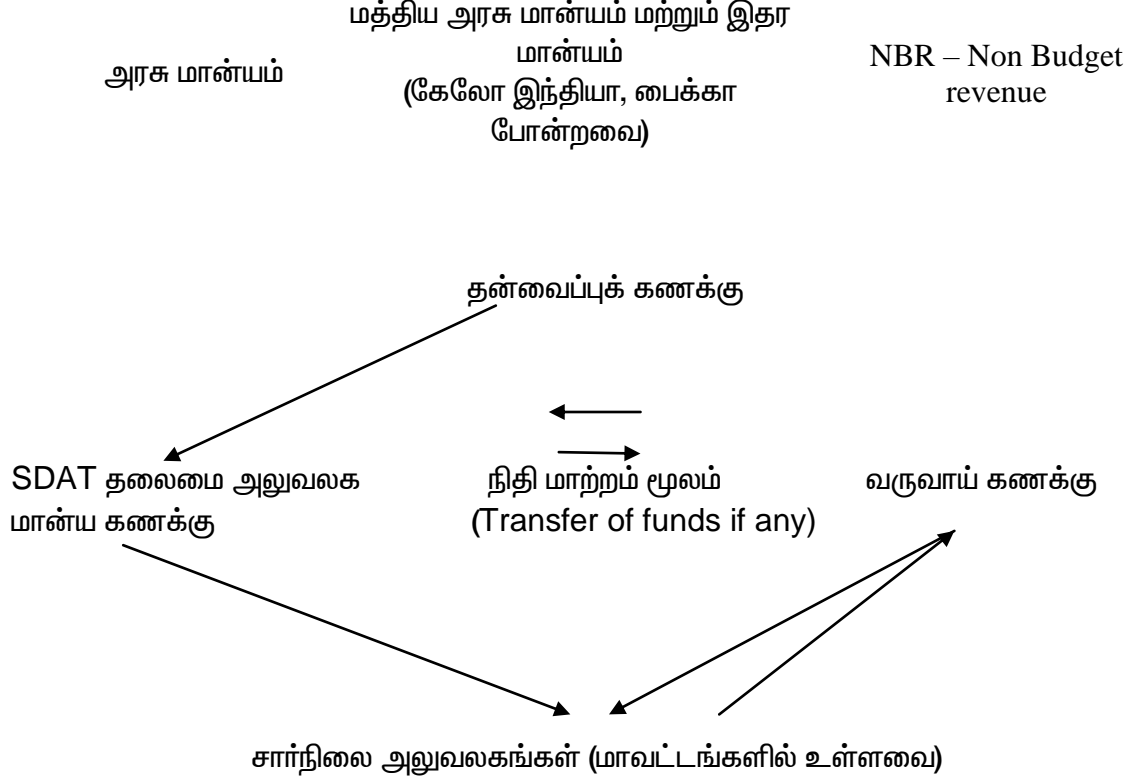 மத்திய அரசு மான்யம் மற்றும் இதர
மான்யம்
(கேலோ இந்தியா, பைக்கா
போன்றவை)
அரசு மான்யம்
NBR – Non Budget
revenue
தன்வைப்புக் கணக்கு
SDAT தலைமை அலுவலக
மான்ய கணக்கு
நிதி மாற்றம் மூலம்
(Transfer of funds if any)
வருவாய் கணக்கு
சார்நிலை அலுவலகங்கள் (மாவட்டங்களில் உள்ளவை)